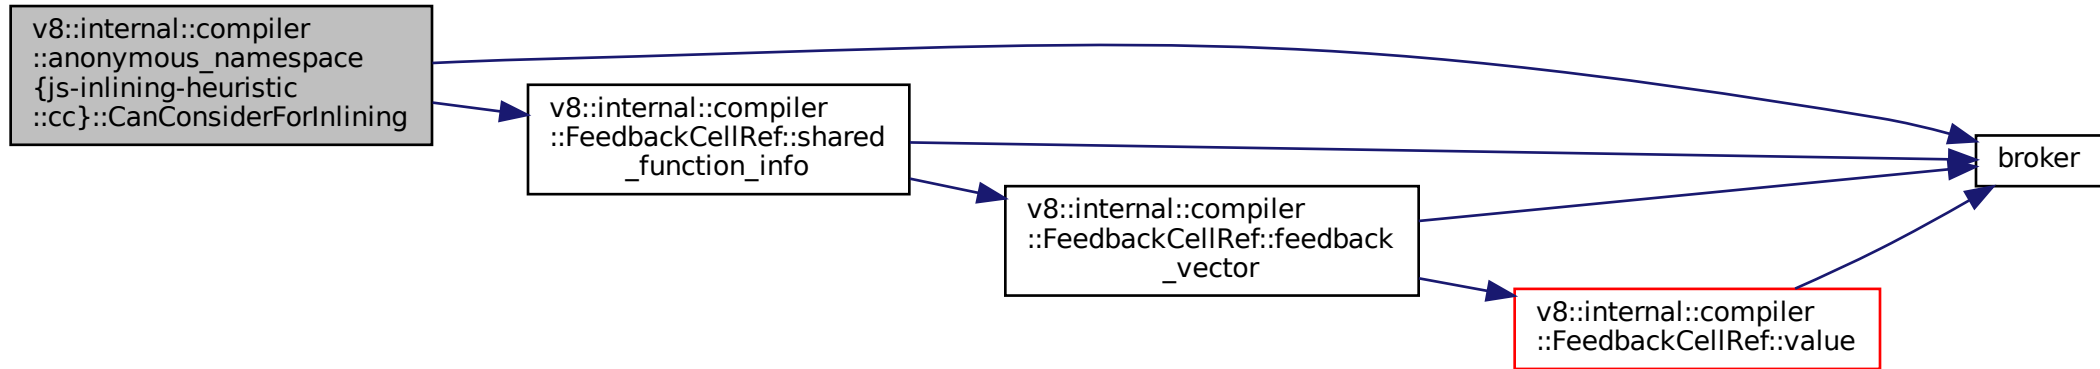 v8::internal::compiler
::anonymous_namespace
{js-inlining-heuristic
::cc}::CanConsiderForInlining
v8::internal::compiler
::FeedbackCellRef::shared
_function_info
v8::internal::compiler
::FeedbackCellRef::feedback
_vector
v8::internal::compiler
::FeedbackCellRef::value
broker